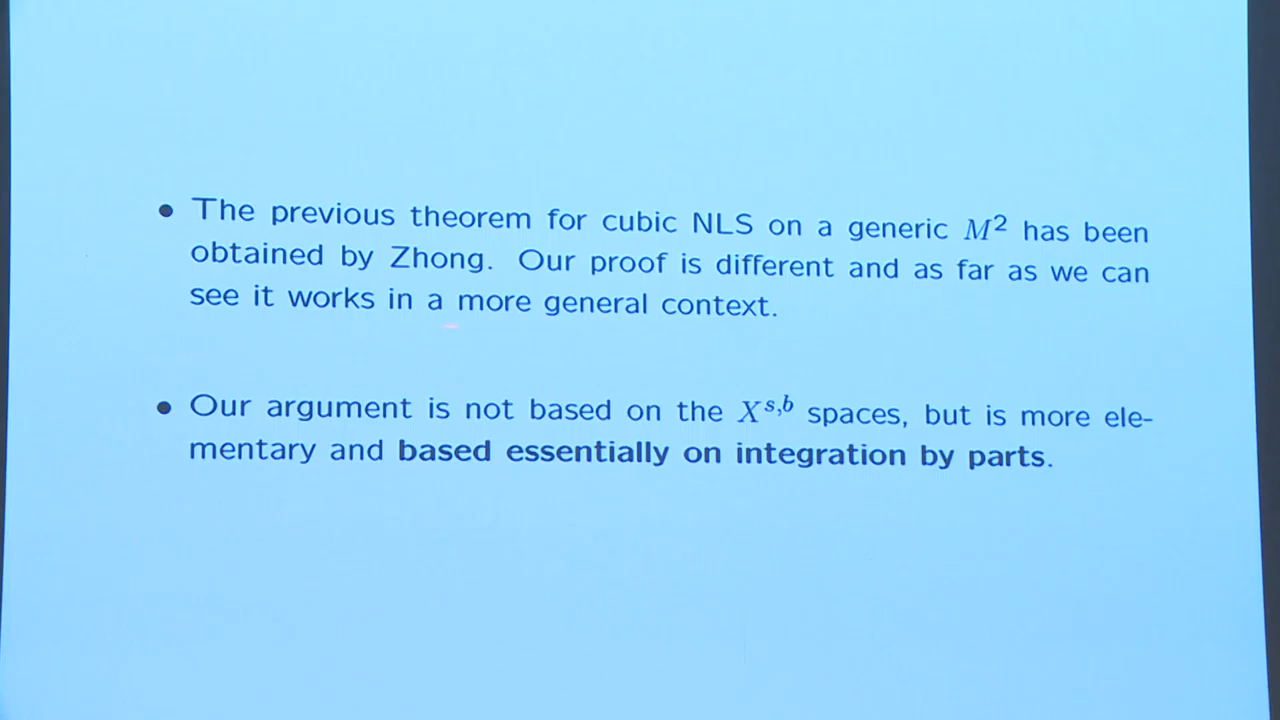 • The previous theorem for cubic NLS on a generic M² has been
obtained by Zhong. Our proof is different and as far as we can
see it works in a more general context.
• Our argument is not based on the X^{s,b} spaces, but is more ele-
mentary and based essentially on integration by parts.